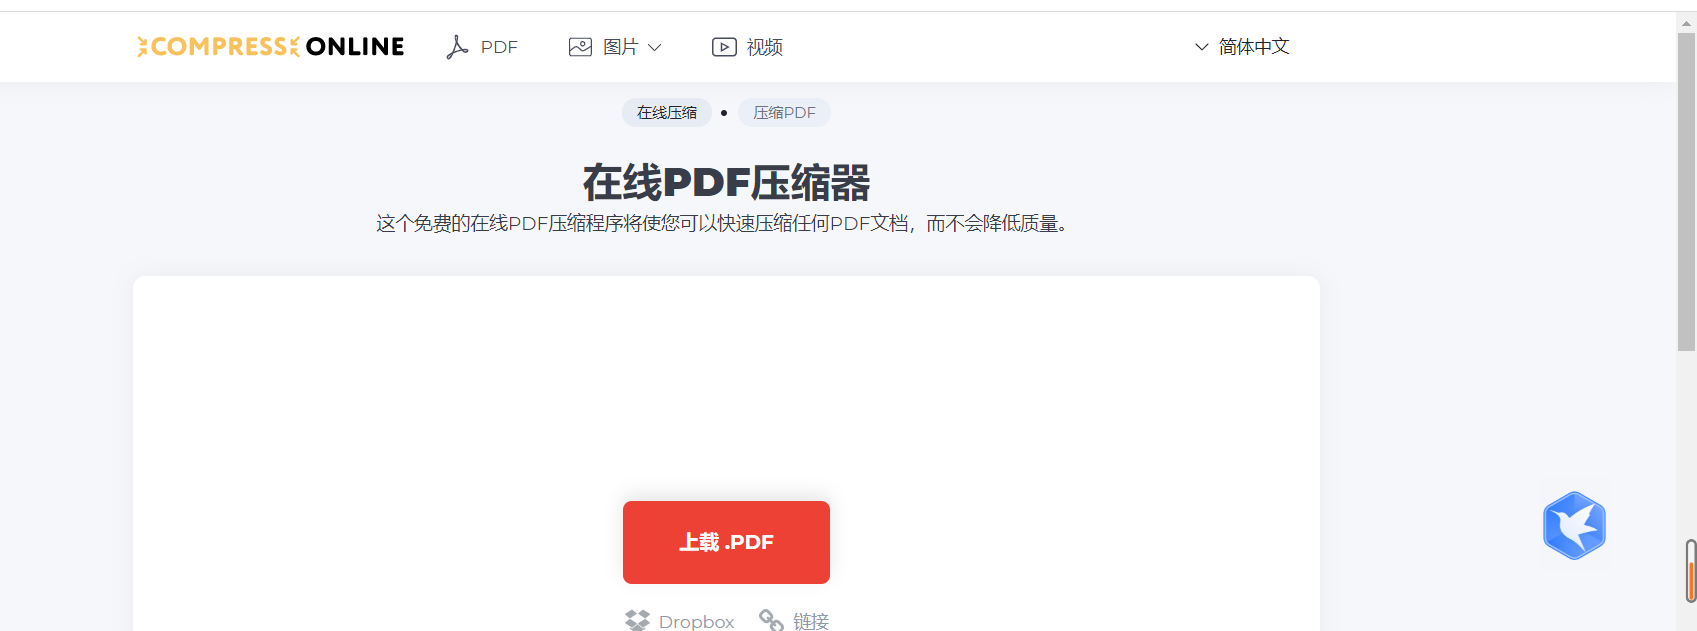 COMPRESS ONLINE PDF 图片 视频 简体中文
在线压缩 • 压缩PDF
在线PDF压缩器
这个免费的在线PDF压缩程序将使您可以快速压缩任何PDF文档，而不会降低质量。
上载 .PDF
Dropbox 链接